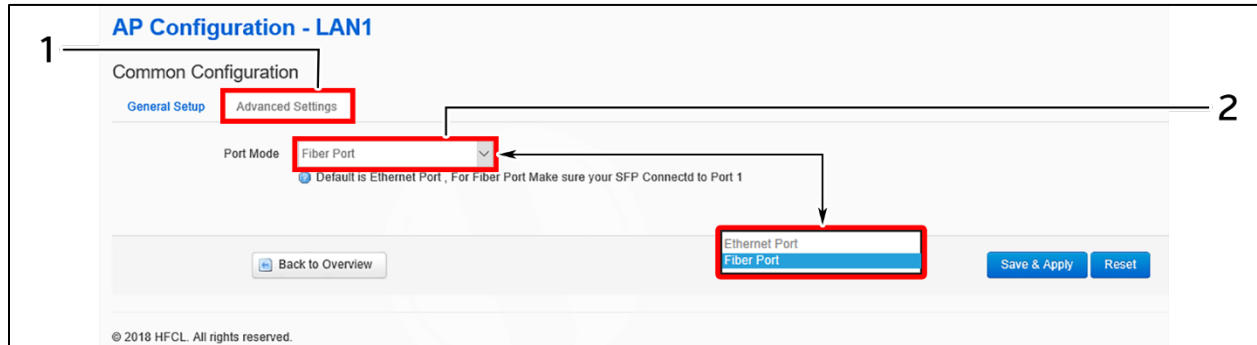 AP Configuration - LAN1
1
Common Configuration
General Setup Advanced Settings
2
Port Mode Fiber Port
Default is Ethernet Port , For Fiber Port Make sure your SFP Connectd to Port 1
Ethernet Port
Fiber Port
Back to Overview Save & Apply Reset
© 2018 HFCL. All rights reserved.